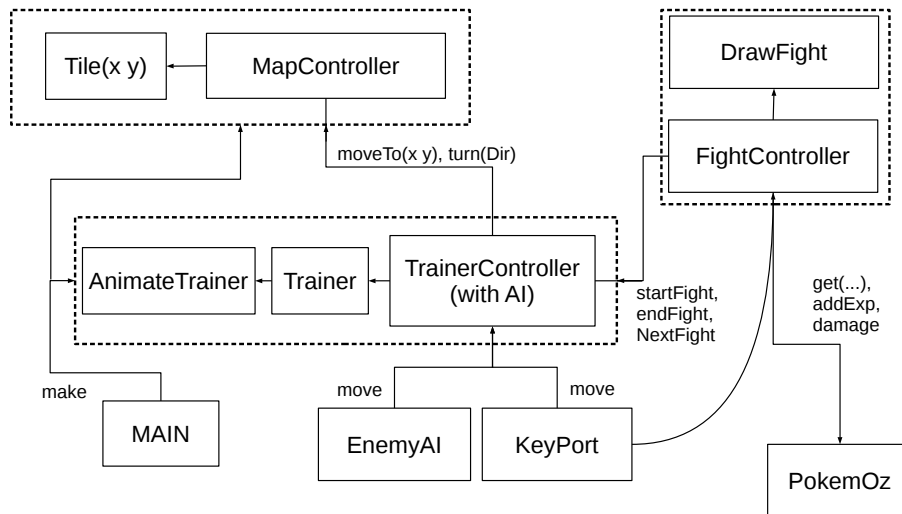 DrawFight
Tile(x y)
MapController
FightController
moveTo(x y), turn(Dir)
AnimateTrainer
Trainer
TrainerController
(with AI)
startFight,
endFight,
NextFight
get(...),
addExp,
damage
make
move
move
MAIN
EnemyAI
KeyPort
PokemOz